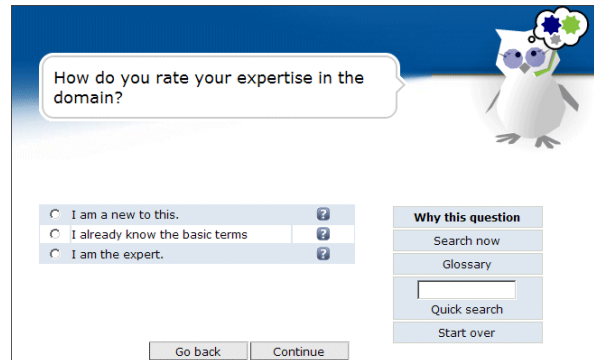 How do you rate your expertise in the
domain?
I am a new to this.
?
I already know the basic terms
?
I am the expert.
?
Why this question
Search now
Glossary
Quick search
Start over
Go back
Continue